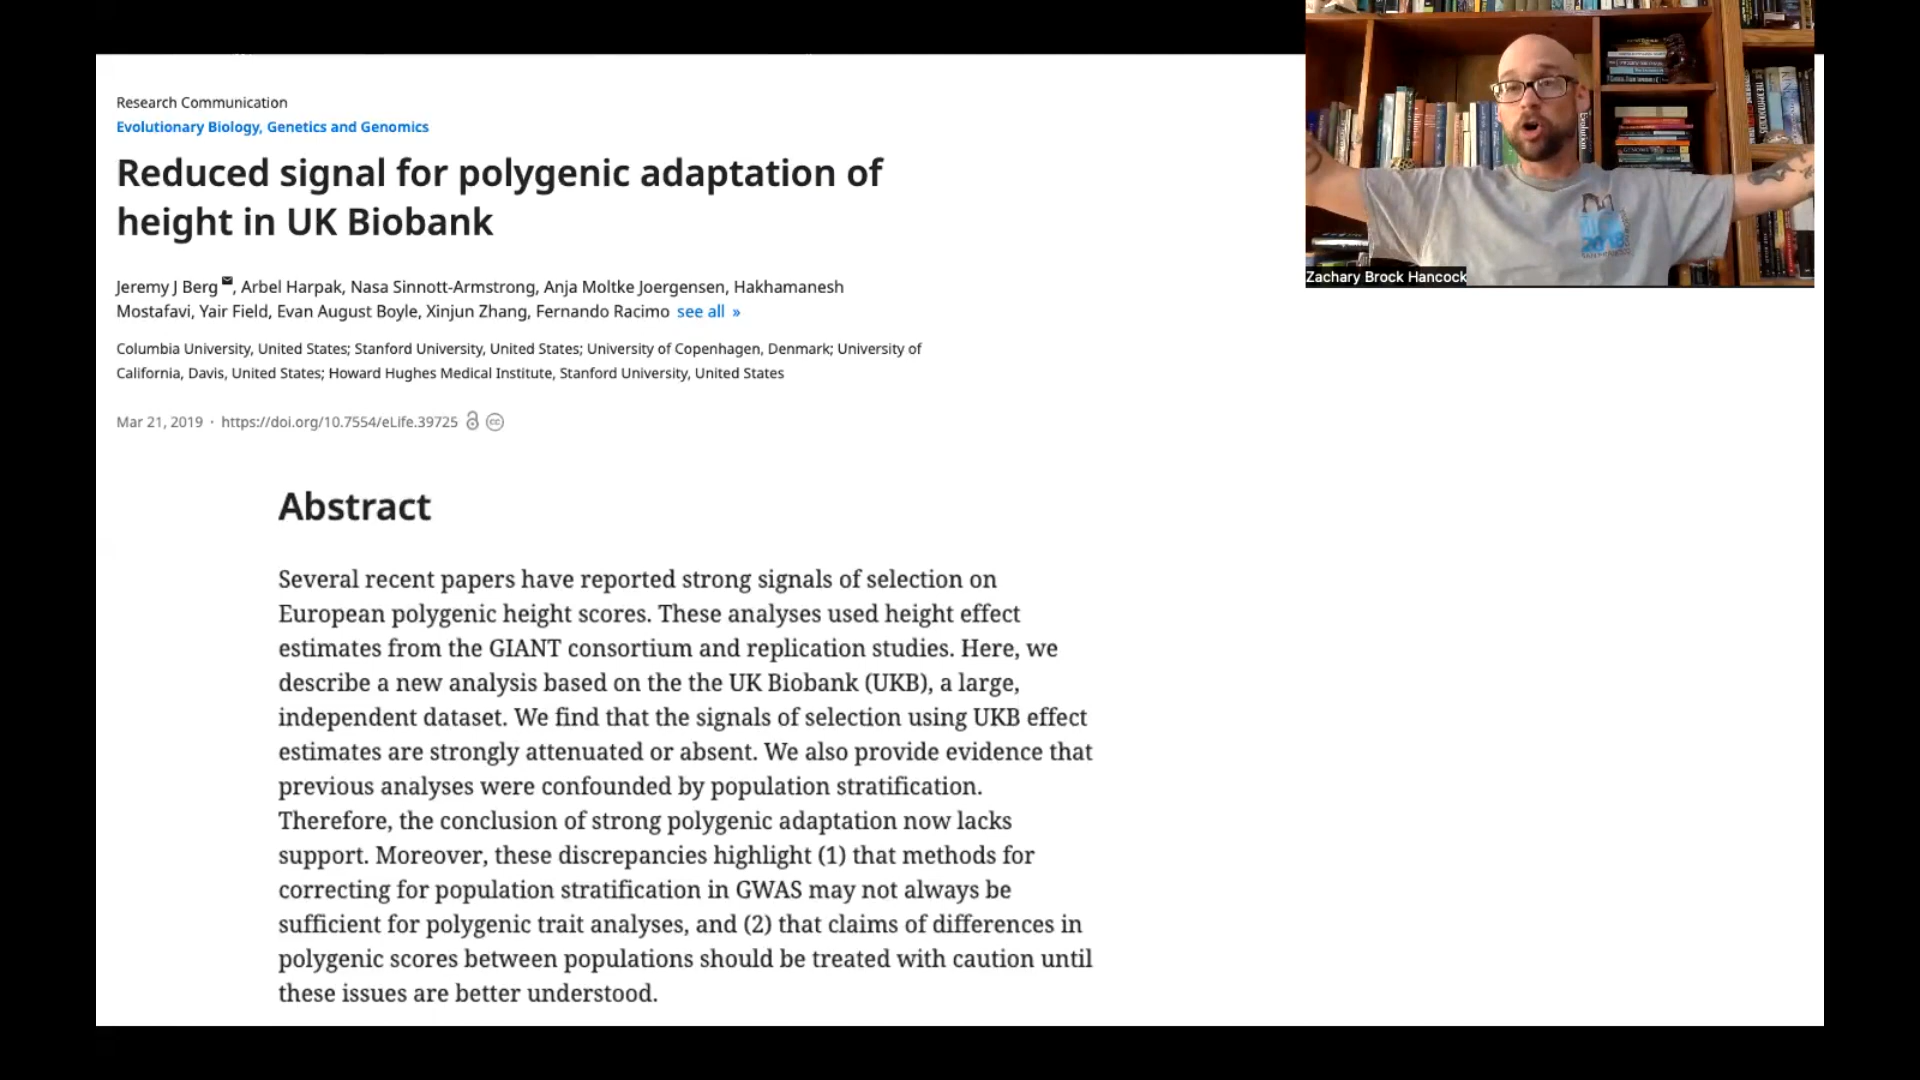 Research Communication
Evolutionary Biology, Genetics and Genomics
Reduced signal for polygenic adaptation of
height in UK Biobank
Jeremy J Berg, Arbel Harpak, Nasa Sinnott-Armstrong, Anja Moltke Joergensen, Hakhamanesh
Mostafavi, Yair Field, Evan August Boyle, Xinjun Zhang, Fernando Racimo see all »
Columbia University, United States; Stanford University, United States; University of Copenhagen, Denmark; University of
California, Davis, United States; Howard Hughes Medical Institute, Stanford University, United States
Mar 21, 2019 · https://doi.org/10.7554/eLife.39725
cc
Abstract
Several recent papers have reported strong signals of selection on
European polygenic height scores. These analyses used height effect
estimates from the GIANT consortium and replication studies. Here, we
describe a new analysis based on the the UK Biobank (UKB), a large,
independent dataset. We find that the signals of selection using UKB effect
estimates are strongly attenuated or absent. We also provide evidence that
previous analyses were confounded by population stratification.
Therefore, the conclusion of strong polygenic adaptation now lacks
support. Moreover, these discrepancies highlight (1) that methods for
correcting for population stratification in GWAS may not always be
sufficient for polygenic trait analyses, and (2) that claims of differences in
polygenic scores between populations should be treated with caution until
these issues are better understood.
Evolution
2018
Zachary Brock Hancock